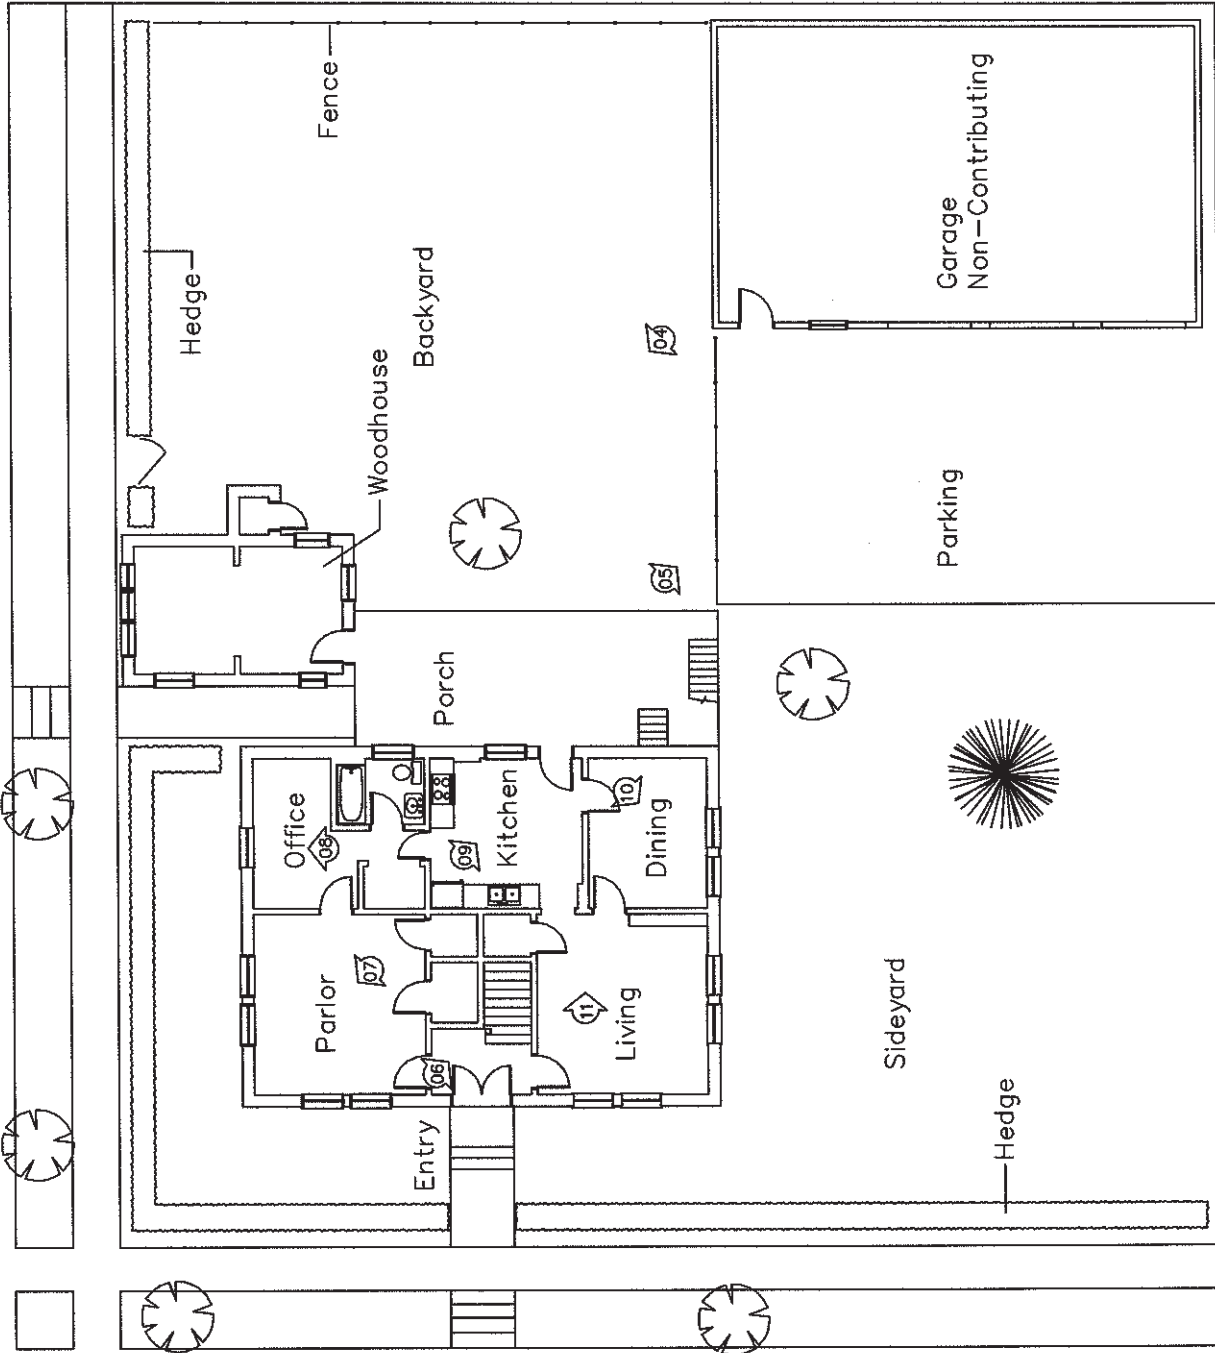 Fence
Hedge
Backyard
Woodhouse
Garage
Non-Contributing
04
05
Parking
Porch
Office
08
Kitchen
09
10
Dining
Parlor
07
11
Living
06
Entry
Sideyard
Hedge